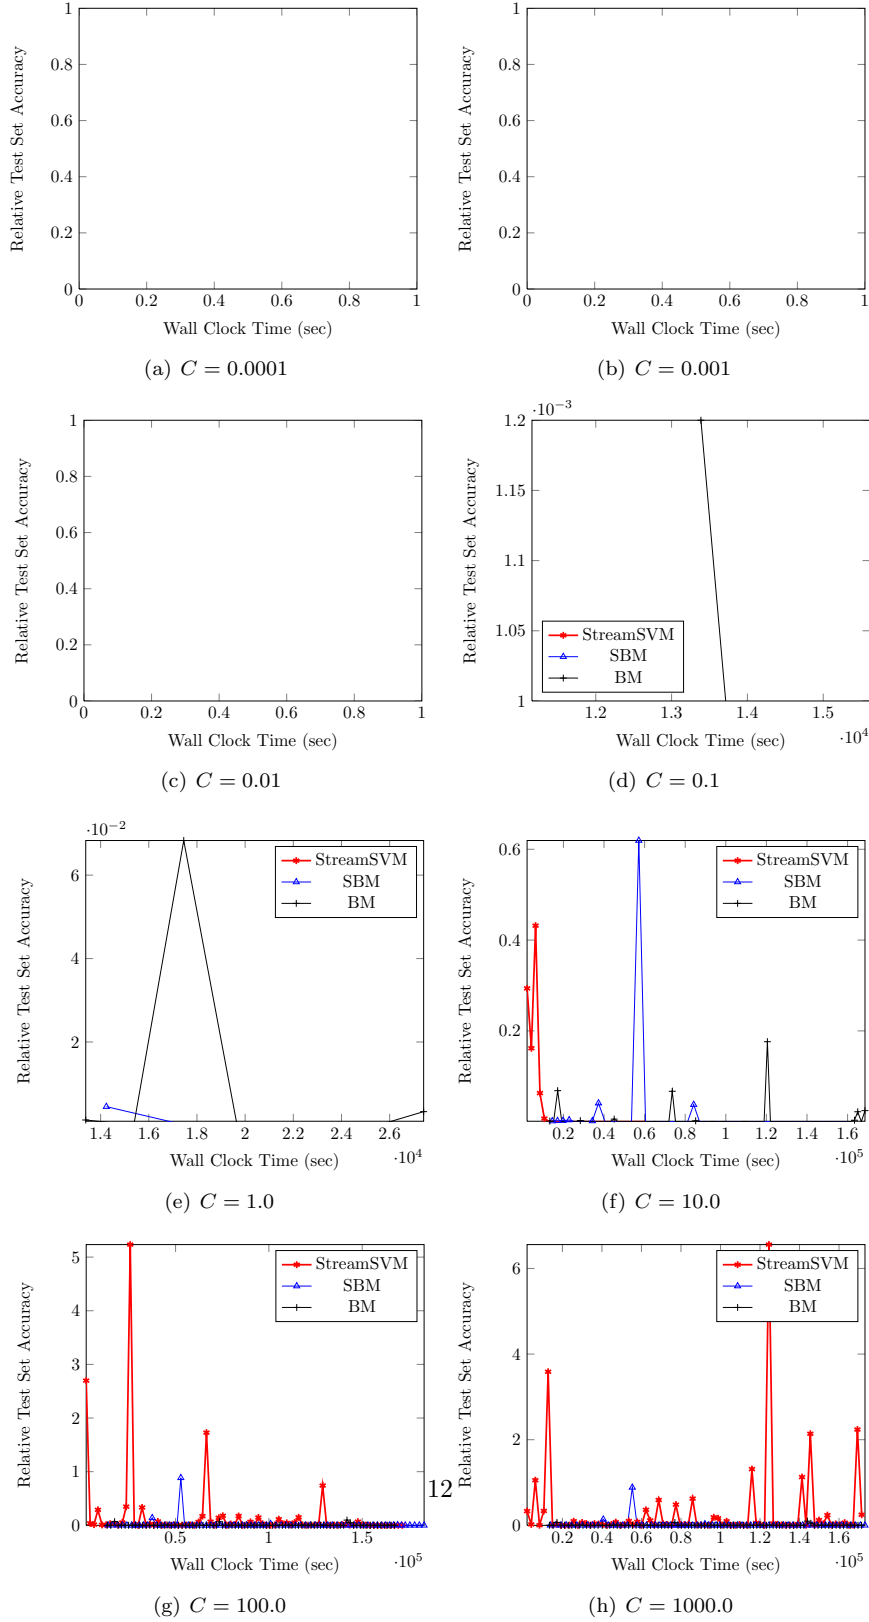 1
0.8
0.6
0.4
0.2
0
0 0.2 0.4 0.6 0.8 1
Relative Test Set Accuracy
Wall Clock Time (sec)
(a) C = 0.0001
1
0.8
0.6
0.4
0.2
0
0 0.2 0.4 0.6 0.8 1
Relative Test Set Accuracy
Wall Clock Time (sec)
(b) C = 0.001
1
0.8
0.6
0.4
0.2
0
0 0.2 0.4 0.6 0.8 1
Relative Test Set Accuracy
Wall Clock Time (sec)
(c) C = 0.01
·10⁻³
1.2
1.15
1.1
1.05
1
1.2 1.3 1.4 1.5
·10⁴
Relative Test Set Accuracy
Wall Clock Time (sec)
StreamSVM
SBM
BM
(d) C = 0.1
·10⁻²
6
4
2
1.4 1.6 1.8 2 2.2 2.4 2.6
·10⁴
Relative Test Set Accuracy
Wall Clock Time (sec)
StreamSVM
SBM
BM
(e) C = 1.0
0.6
0.4
0.2
0.2 0.4 0.6 0.8 1 1.2 1.4 1.6
·10⁵
Relative Test Set Accuracy
Wall Clock Time (sec)
StreamSVM
SBM
BM
(f) C = 10.0
5
4
3
2
1
0
0.5 1 1.5
·10⁵
Relative Test Set Accuracy
Wall Clock Time (sec)
StreamSVM
SBM
BM
(g) C = 100.0
6
4
2
0
0.2 0.4 0.6 0.8 1 1.2 1.4 1.6
·10⁵
Relative Test Set Accuracy
Wall Clock Time (sec)
StreamSVM
SBM
BM
(h) C = 1000.0
12